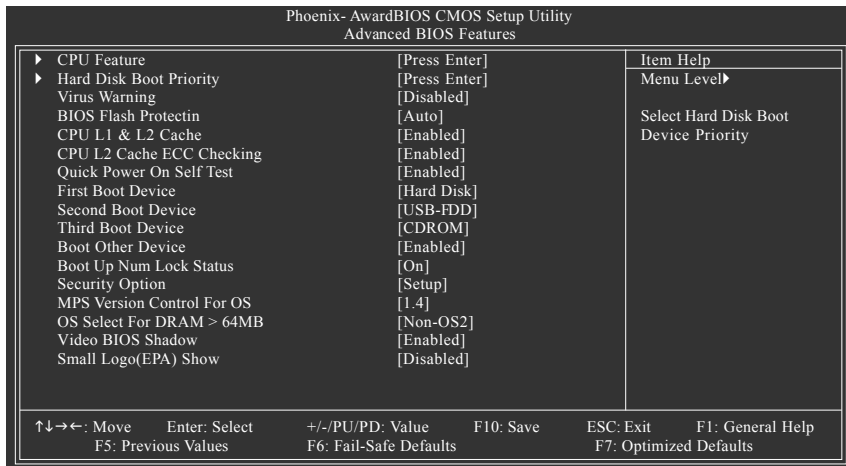 Phoenix- AwardBIOS CMOS Setup Utility
Advanced BIOS Features
▶ CPU Feature [Press Enter]
▶ Hard Disk Boot Priority [Press Enter]
Virus Warning [Disabled]
BIOS Flash Protectin [Auto]
CPU L1 & L2 Cache [Enabled]
CPU L2 Cache ECC Checking [Enabled]
Quick Power On Self Test [Enabled]
First Boot Device [Hard Disk]
Second Boot Device [USB-FDD]
Third Boot Device [CDROM]
Boot Other Device [Enabled]
Boot Up Num Lock Status [On]
Security Option [Setup]
MPS Version Control For OS [1.4]
OS Select For DRAM > 64MB [Non-OS2]
Video BIOS Shadow [Enabled]
Small Logo(EPA) Show [Disabled]
Item Help
Menu Level▶
Select Hard Disk Boot
Device Priority
↑↓→←: Move Enter: Select +/-/PU/PD: Value F10: Save ESC: Exit F1: General Help
F5: Previous Values F6: Fail-Safe Defaults F7: Optimized Defaults